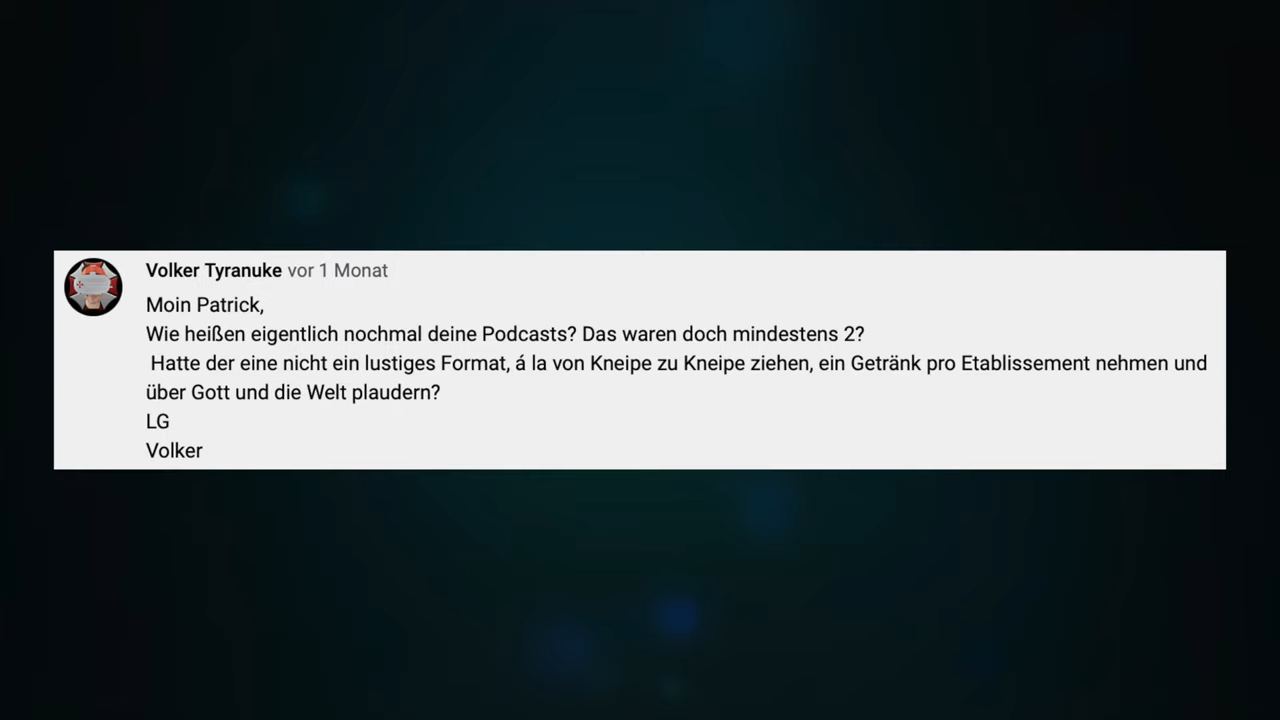 Volker Tyranuke vor 1 Monat
Moin Patrick,
Wie heißen eigentlich nochmal deine Podcasts? Das waren doch mindestens 2?
Hatte der eine nicht ein lustiges Format, á la von Kneipe zu Kneipe ziehen, ein Getränk pro Etablissement nehmen und
über Gott und die Welt plaudern?
LG
Volker